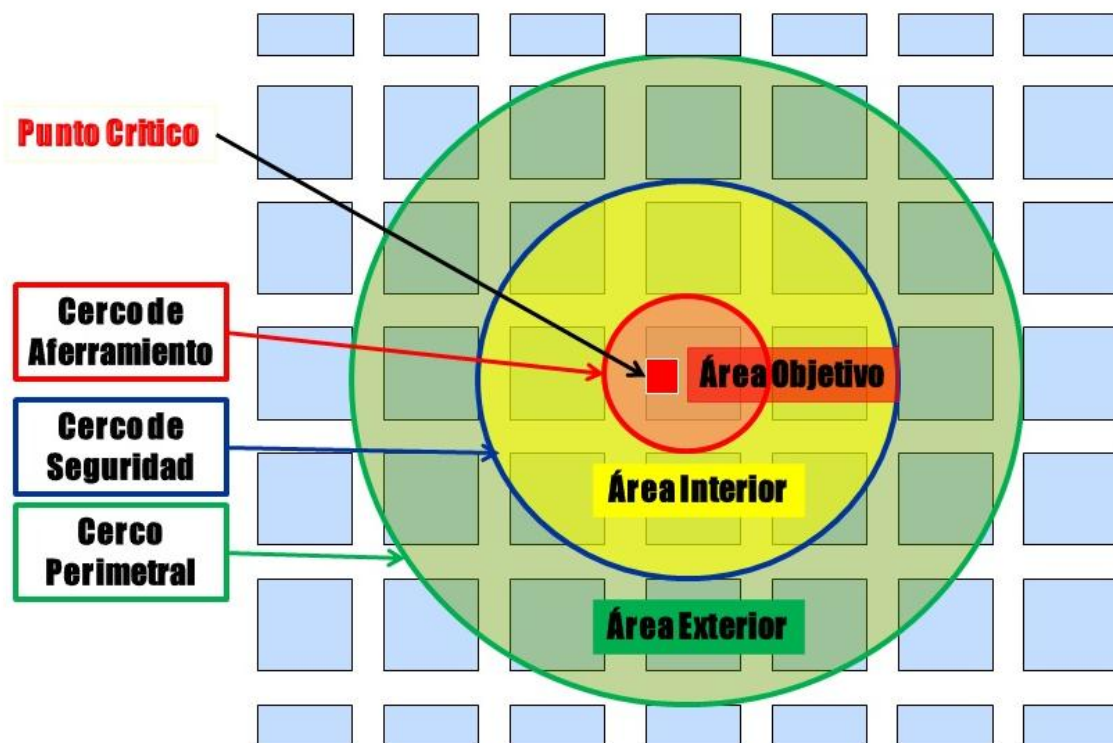 Punto Critico
Cerco de
Aferramiento
Área Objetivo
Cerco de
Seguridad
Área Interior
Cerco
Perimetral
Área Exterior